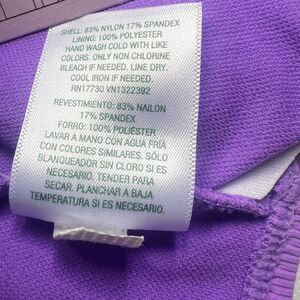 SHELL: 83% NYLON 17% SPANDEX
LINING: 100% POLYESTER
HAND WASH COLD WITH LIKE
COLORS. ONLY NON CHLORINE
BLEACH IF NEEDED. LINE DRY.
COOL IRON IF NEEDED.
RN17730 VN1322392
REVESTIMIENTO: 83% NAILON
17% SPANDEX
FORRO: 100% POLIÉSTER
LAVAR A MANO CON AGUA FRIA
CON COLORES SIMILARES. SÓLO
BLANQUEADOR SIN CLORO SI ES
NECESARIO. TENDER PARA
SECAR. PLANCHAR A BAJA
TEMPERATURA SI ES NECESARIO.